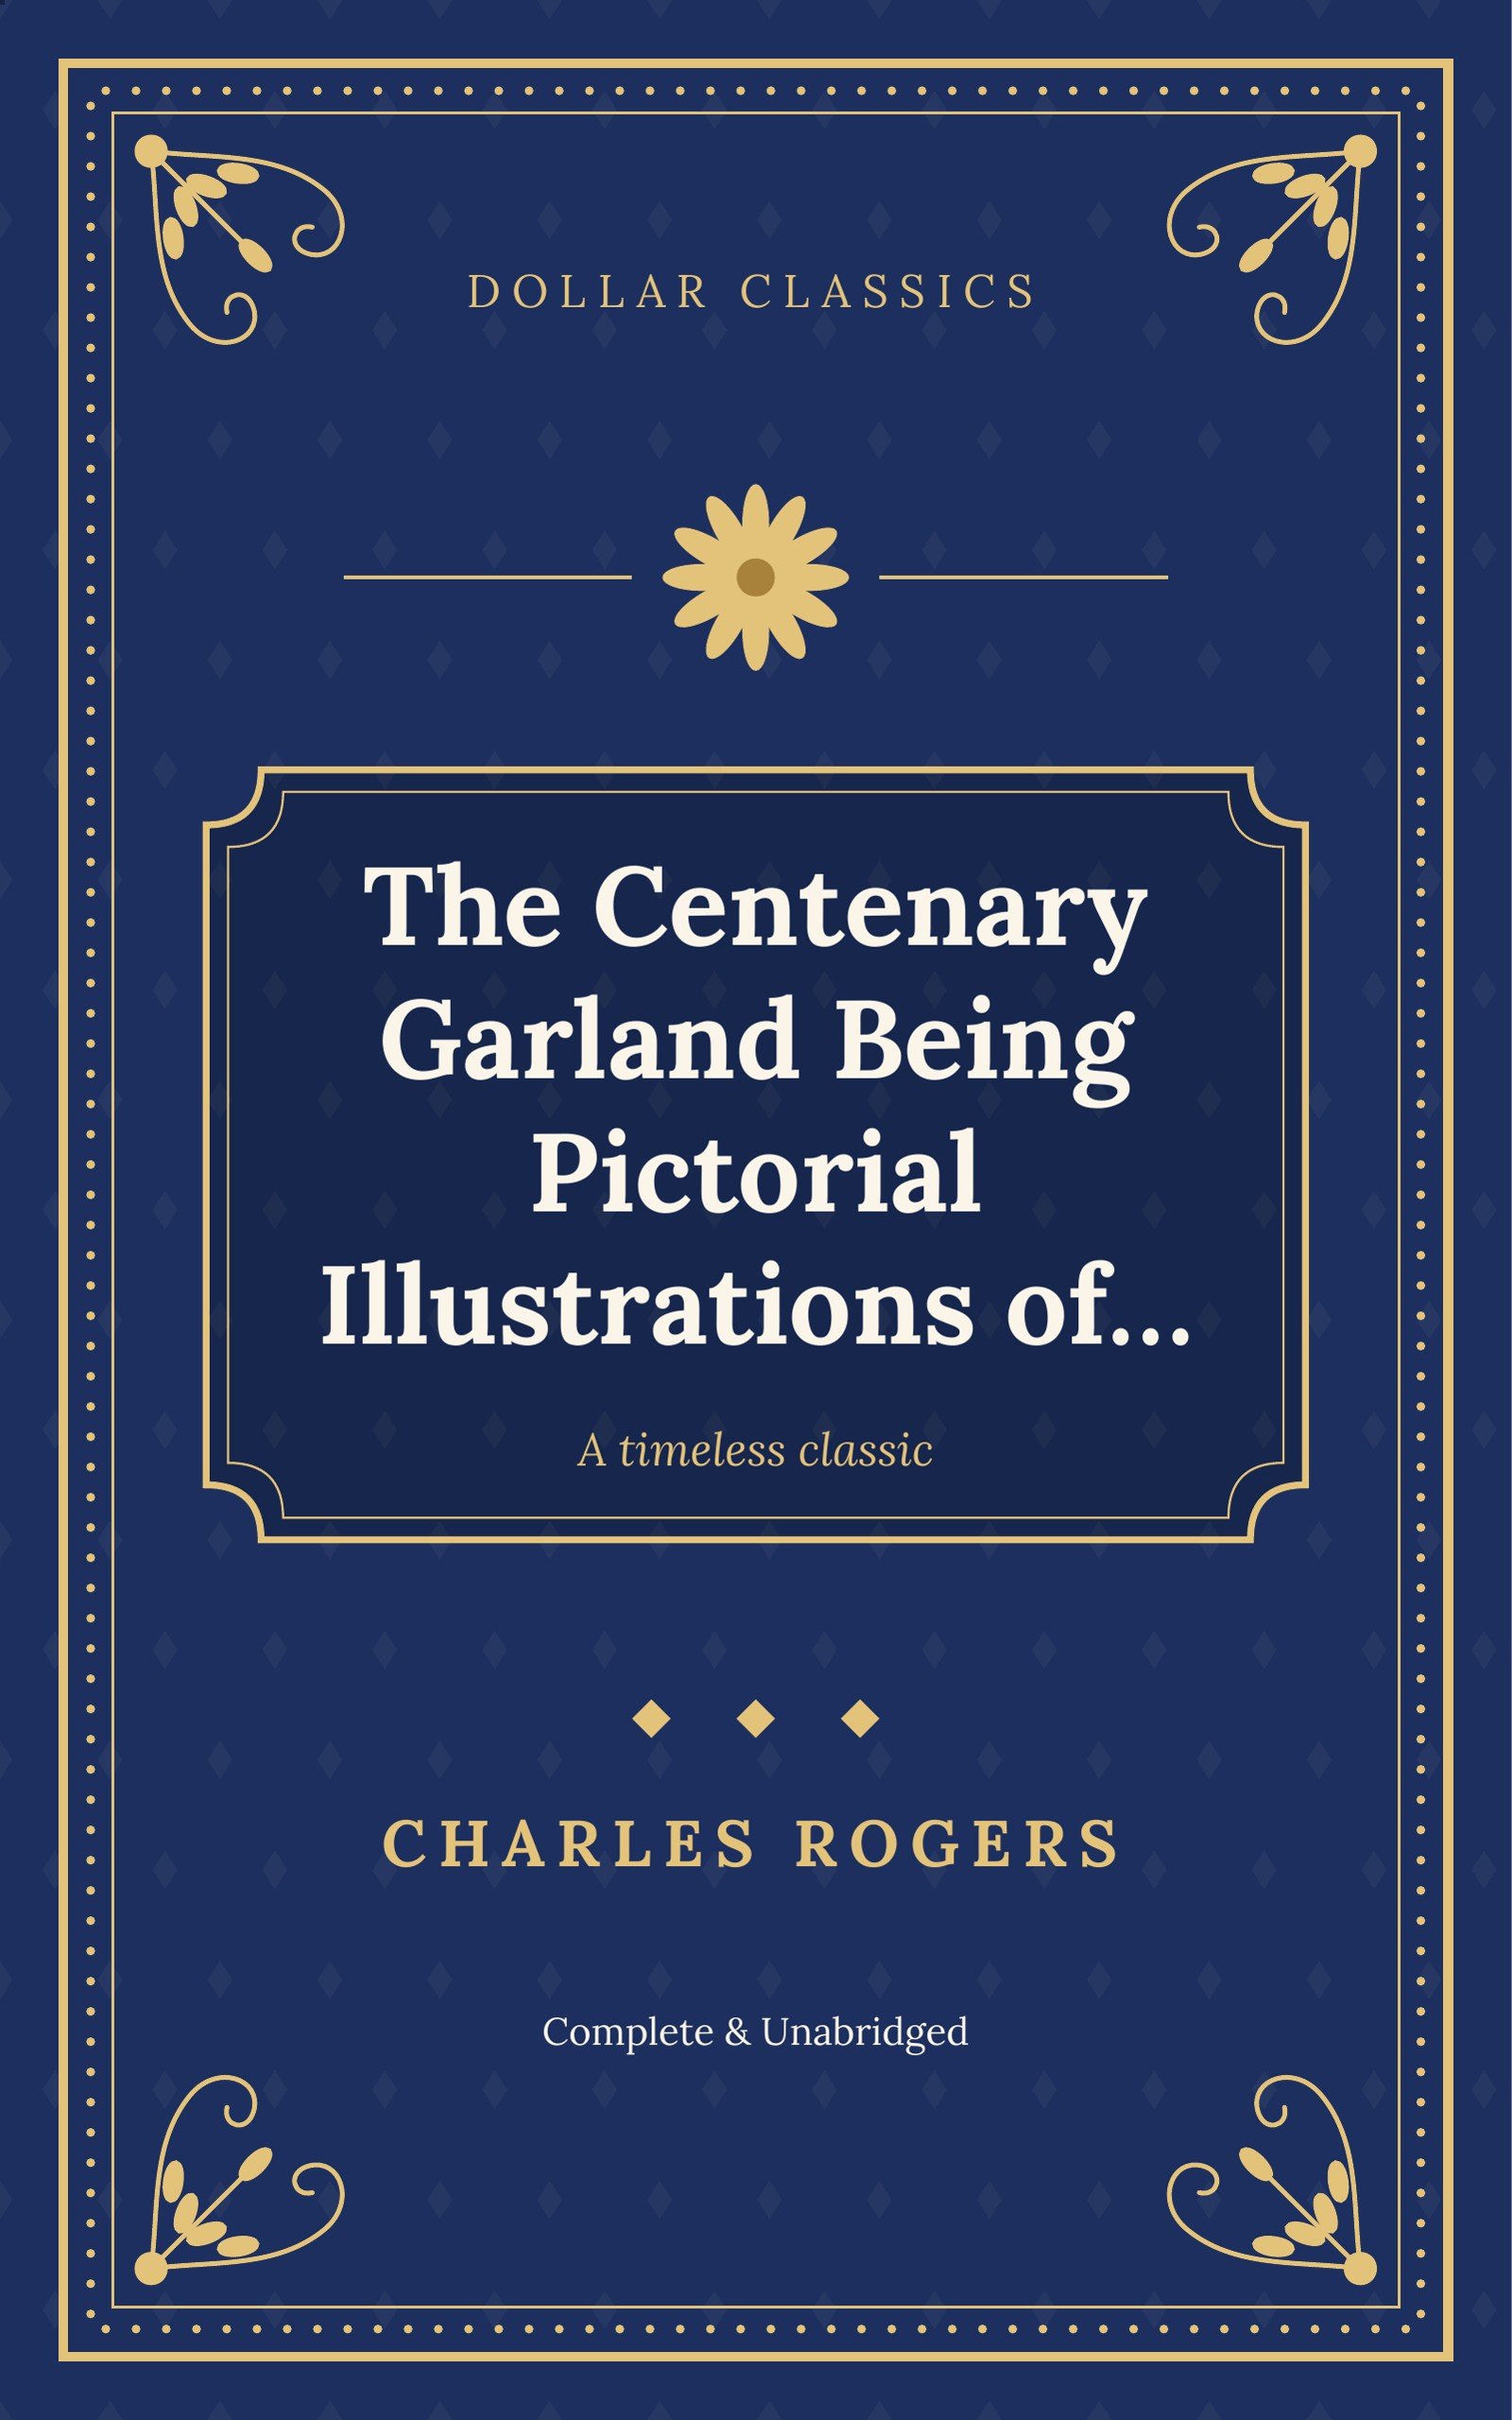 DOLLAR CLASSICS
The Centenary
Garland Being
Pictorial
Illustrations of...
A timeless classic
CHARLES ROGERS
Complete & Unabridged